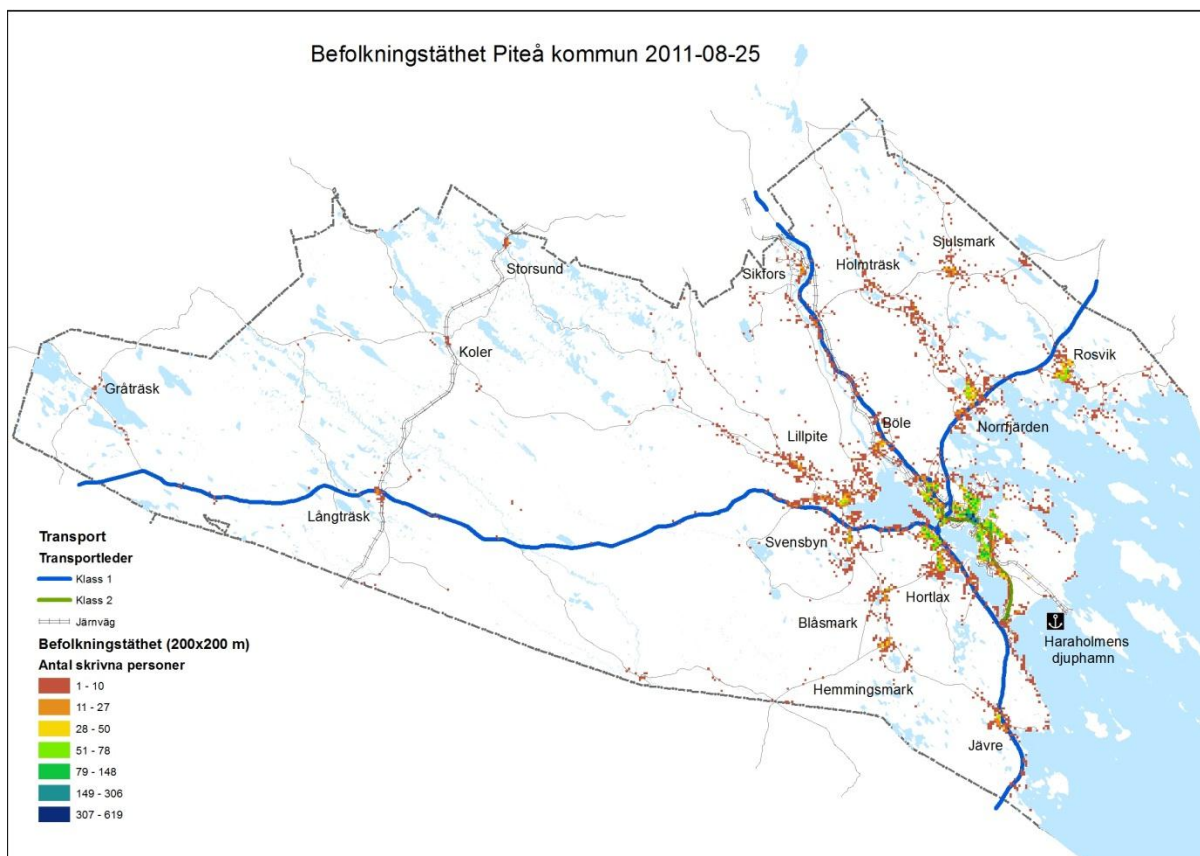 Befolkningstäthet Piteå kommun 2011-08-25
Sjulsmark
Holmträsk
Sikfors
Storsund
Koler
Rosvik
Gråträsk
Norrfjärden
Böle
Lillpite
Långträsk
Svensbyn
Hortlax
Blåsmark
Haraholmens
djuphamn
Hemmingsmark
Jävre
Transport
Transportleder
Klass 1
Klass 2
Järnväg
Befolkningstäthet (200x200 m)
Antal skrivna personer
1 - 10
11 - 27
28 - 50
51 - 78
79 - 148
149 - 306
307 - 619